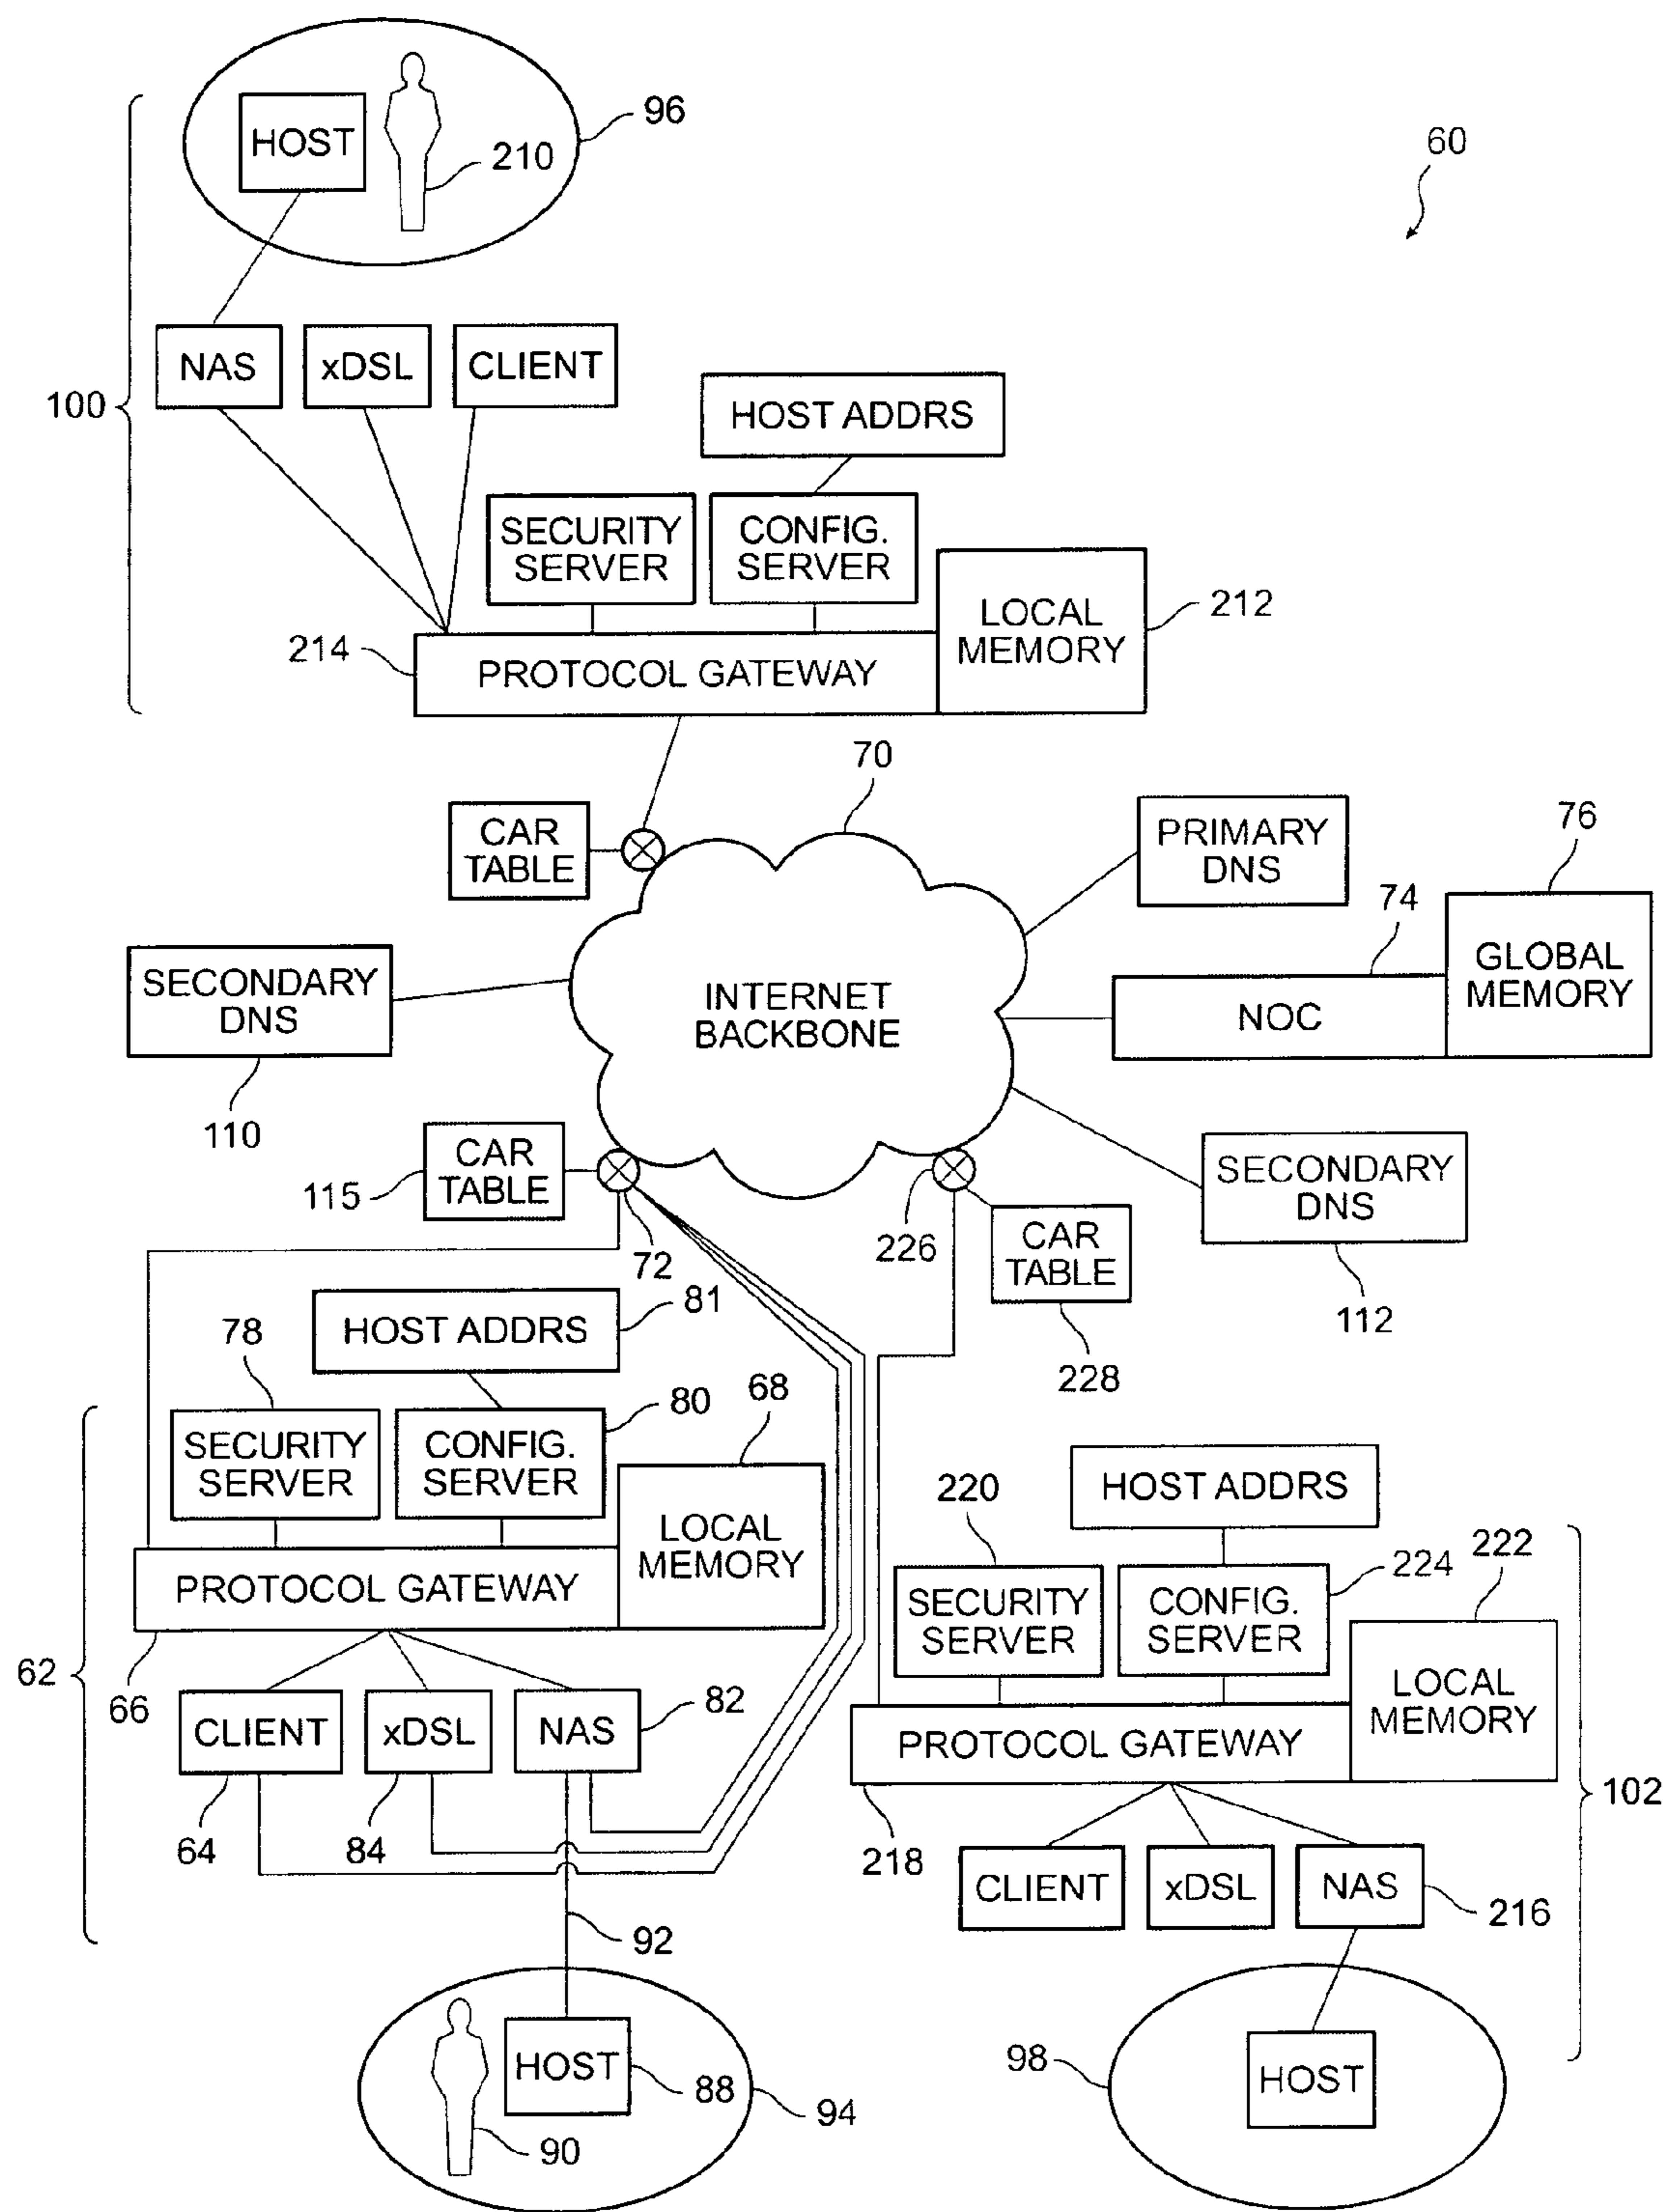 HOST
96
210
60
NAS
xDSL
CLIENT
100
HOST ADDRS
SECURITY
SERVER
CONFIG.
SERVER
LOCAL
MEMORY
212
214
PROTOCOL GATEWAY
70
CAR
TABLE
PRIMARY
DNS
76
74
GLOBAL
MEMORY
SECONDARY
DNS
INTERNET
BACKBONE
NOC
110
CAR
TABLE
115
72
226
SECONDARY
DNS
CAR
TABLE
112
81
HOST ADDRS
78
228
80
68
SECURITY
SERVER
CONFIG.
SERVER
LOCAL
MEMORY
HOST ADDRS
220
222
224
PROTOCOL GATEWAY
SECURITY
SERVER
CONFIG.
SERVER
62
66
82
LOCAL
MEMORY
CLIENT
xDSL
NAS
PROTOCOL GATEWAY
102
64
84
218
CLIENT
xDSL
NAS
216
92
HOST
88
98
HOST
94
90